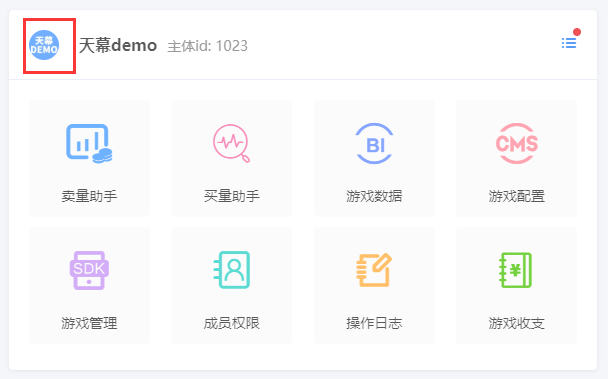 天幕
DEMO
天幕demo 主体id: 1023
BI
CMS
卖量助手 买量助手 游戏数据 游戏配置
SDK
¥
游戏管理 成员权限 操作日志 游戏收支